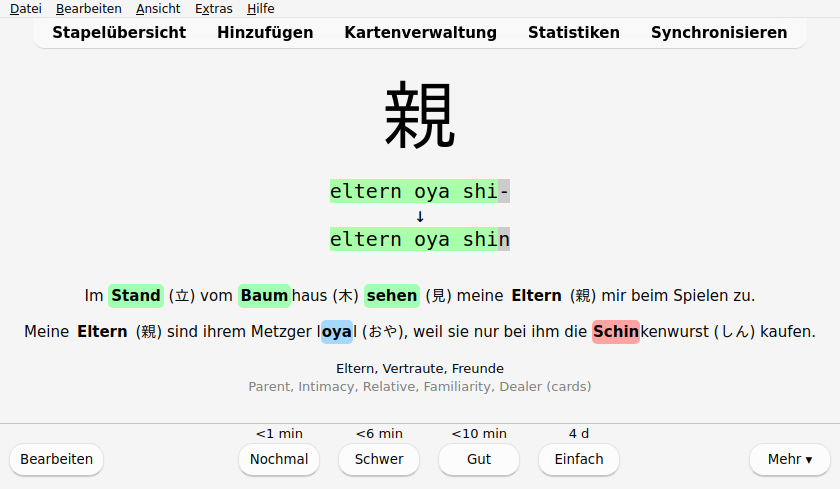 Datei Bearbeiten Ansicht Extras Hilfe
Stapelübersicht Hinzufügen Kartenverwaltung Statistiken Synchronisieren
親
eltern oya shi-
↓
eltern oya shin
Im Stand (立) vom Baumhaus (木) sehen (見) meine Eltern (親) mir beim Spielen zu.
Meine Eltern (親) sind ihrem Metzger loyal (おや), weil sie nur bei ihm die Schinkenwurst (しん) kaufen.
Eltern, Vertraute, Freunde
Parent, Intimacy, Relative, Familiarity, Dealer (cards)
<1 min <6 min <10 min 4 d
Bearbeiten Nochmal Schwer Gut Einfach Mehr ▾